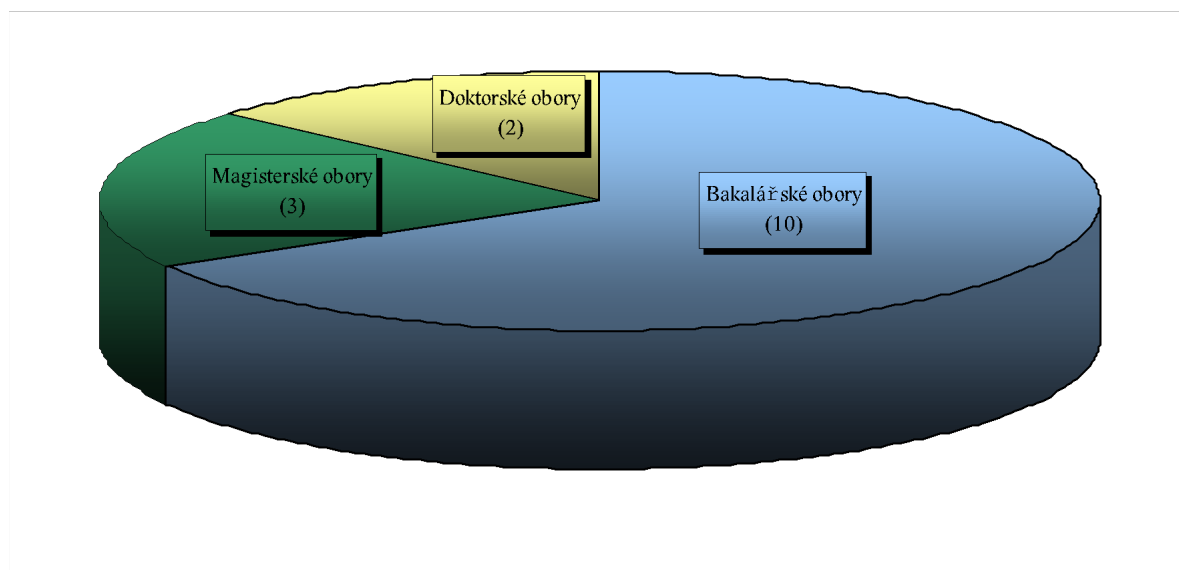 Doktorské obory
(2)
Magisterské obory
(3)
Bakalářské obory
(10)